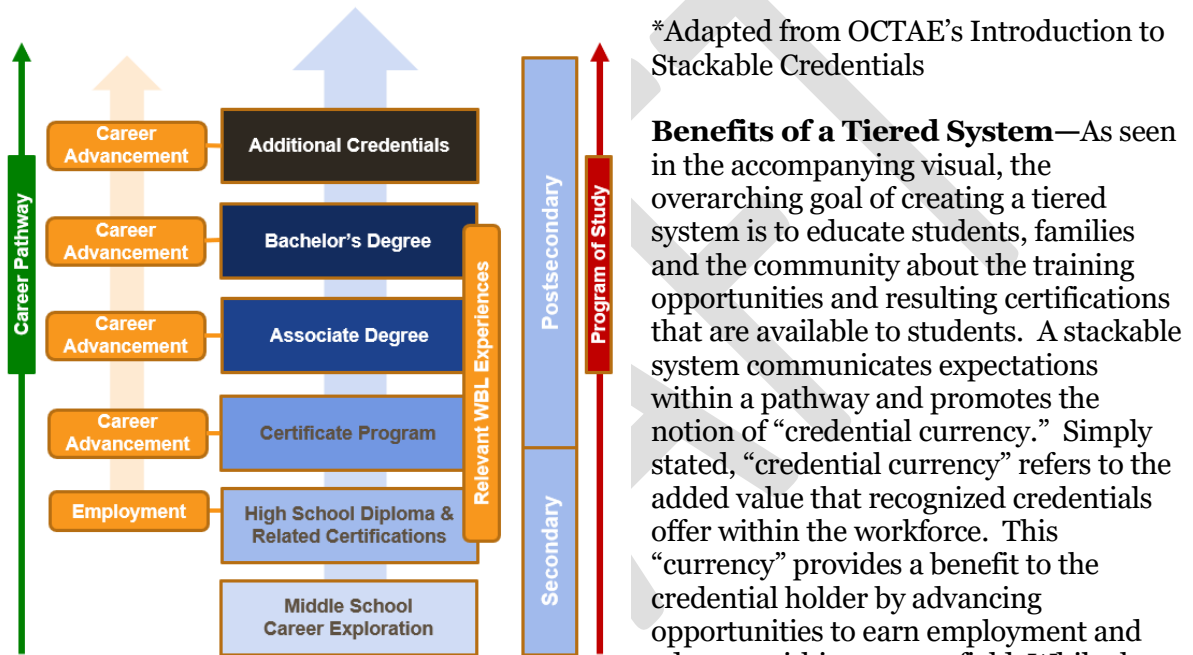 Career Pathway
Career
Advancement
Additional Credentials
Career
Advancement
Bachelor's Degree
Career
Advancement
Associate Degree
Career
Advancement
Certificate Program
Employment
High School Diploma &
Related Certifications
Middle School
Career Exploration
Relevant WBL Experiences
Postsecondary
Secondary
Program of Study
*Adapted from OCTAE’s Introduction to
Stackable Credentials
Benefits of a Tiered System—As seen
in the accompanying visual, the
overarching goal of creating a tiered
system is to educate students, families
and the community about the training
opportunities and resulting certifications
that are available to students.  A stackable
system communicates expectations
within a pathway and promotes the
notion of “credential currency.”  Simply
stated, “credential currency” refers to the
added value that recognized credentials
offer within the workforce.  This
“currency” provides a benefit to the
credential holder by advancing
opportunities to earn employment and